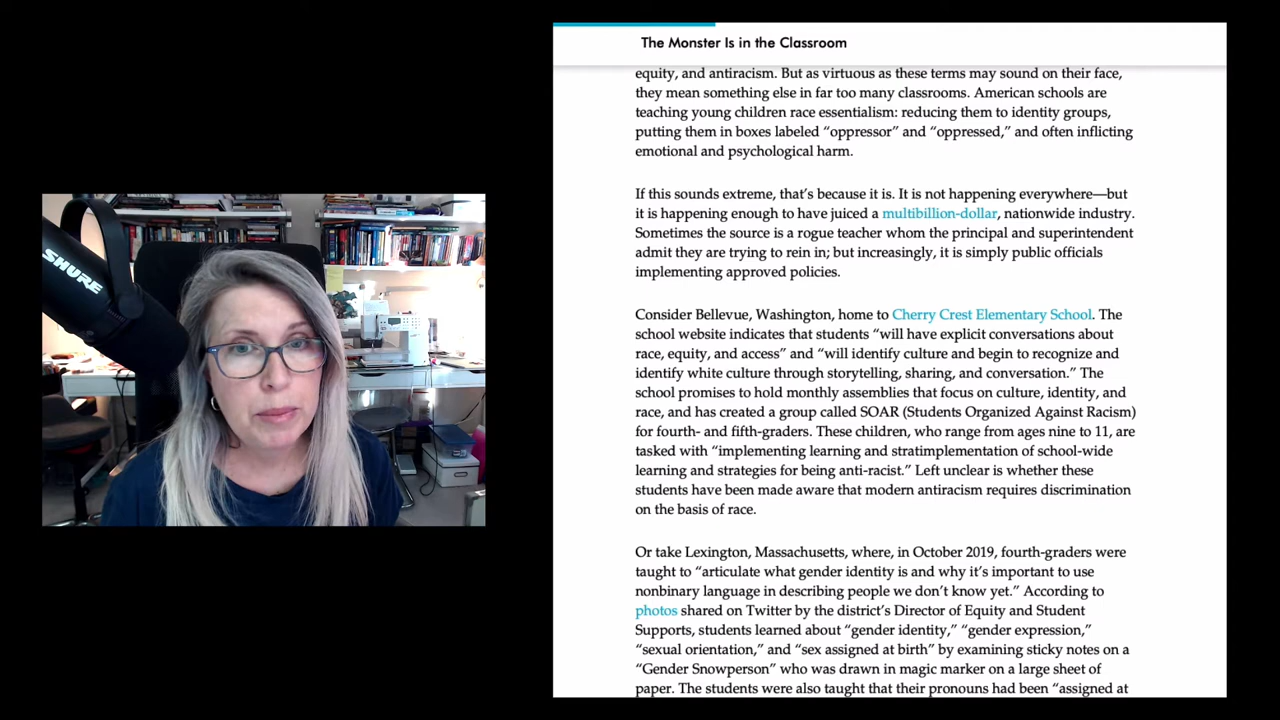 The Monster Is in the Classroom
equity, and antiracism. But as virtuous as these terms may sound on their face,
they mean something else in far too many classrooms. American schools are
teaching young children race essentialism: reducing them to identity groups,
putting them in boxes labeled “oppressor” and “oppressed,” and often inflicting
emotional and psychological harm.
If this sounds extreme, that’s because it is. It is not happening everywhere—but
it is happening enough to have juiced a multibillion-dollar, nationwide industry.
Sometimes the source is a rogue teacher whom the principal and superintendent
admit they are trying to rein in; but increasingly, it is simply public officials
implementing approved policies.
Consider Bellevue, Washington, home to Cherry Crest Elementary School. The
school website indicates that students “will have explicit conversations about
race, equity, and access” and “will identify culture and begin to recognize and
identify white culture through storytelling, sharing, and conversation.” The
school promises to hold monthly assemblies that focus on culture, identity, and
race, and has created a group called SOAR (Students Organized Against Racism)
for fourth- and fifth-graders. These children, who range from ages nine to 11, are
tasked with “implementing learning and stratimplementation of school-wide
learning and strategies for being anti-racist.” Left unclear is whether these
students have been made aware that modern antiracism requires discrimination
on the basis of race.
Or take Lexington, Massachusetts, where, in October 2019, fourth-graders were
taught to “articulate what gender identity is and why it’s important to use
nonbinary language in describing people we don’t know yet.” According to
photos shared on Twitter by the district’s Director of Equity and Student
Supports, students learned about “gender identity,” “gender expression,”
“sexual orientation,” and “sex assigned at birth” by examining sticky notes on a
“Gender Snowperson” who was drawn in magic marker on a large sheet of
paper. The students were also taught that their pronouns had been “assigned at
SHURE